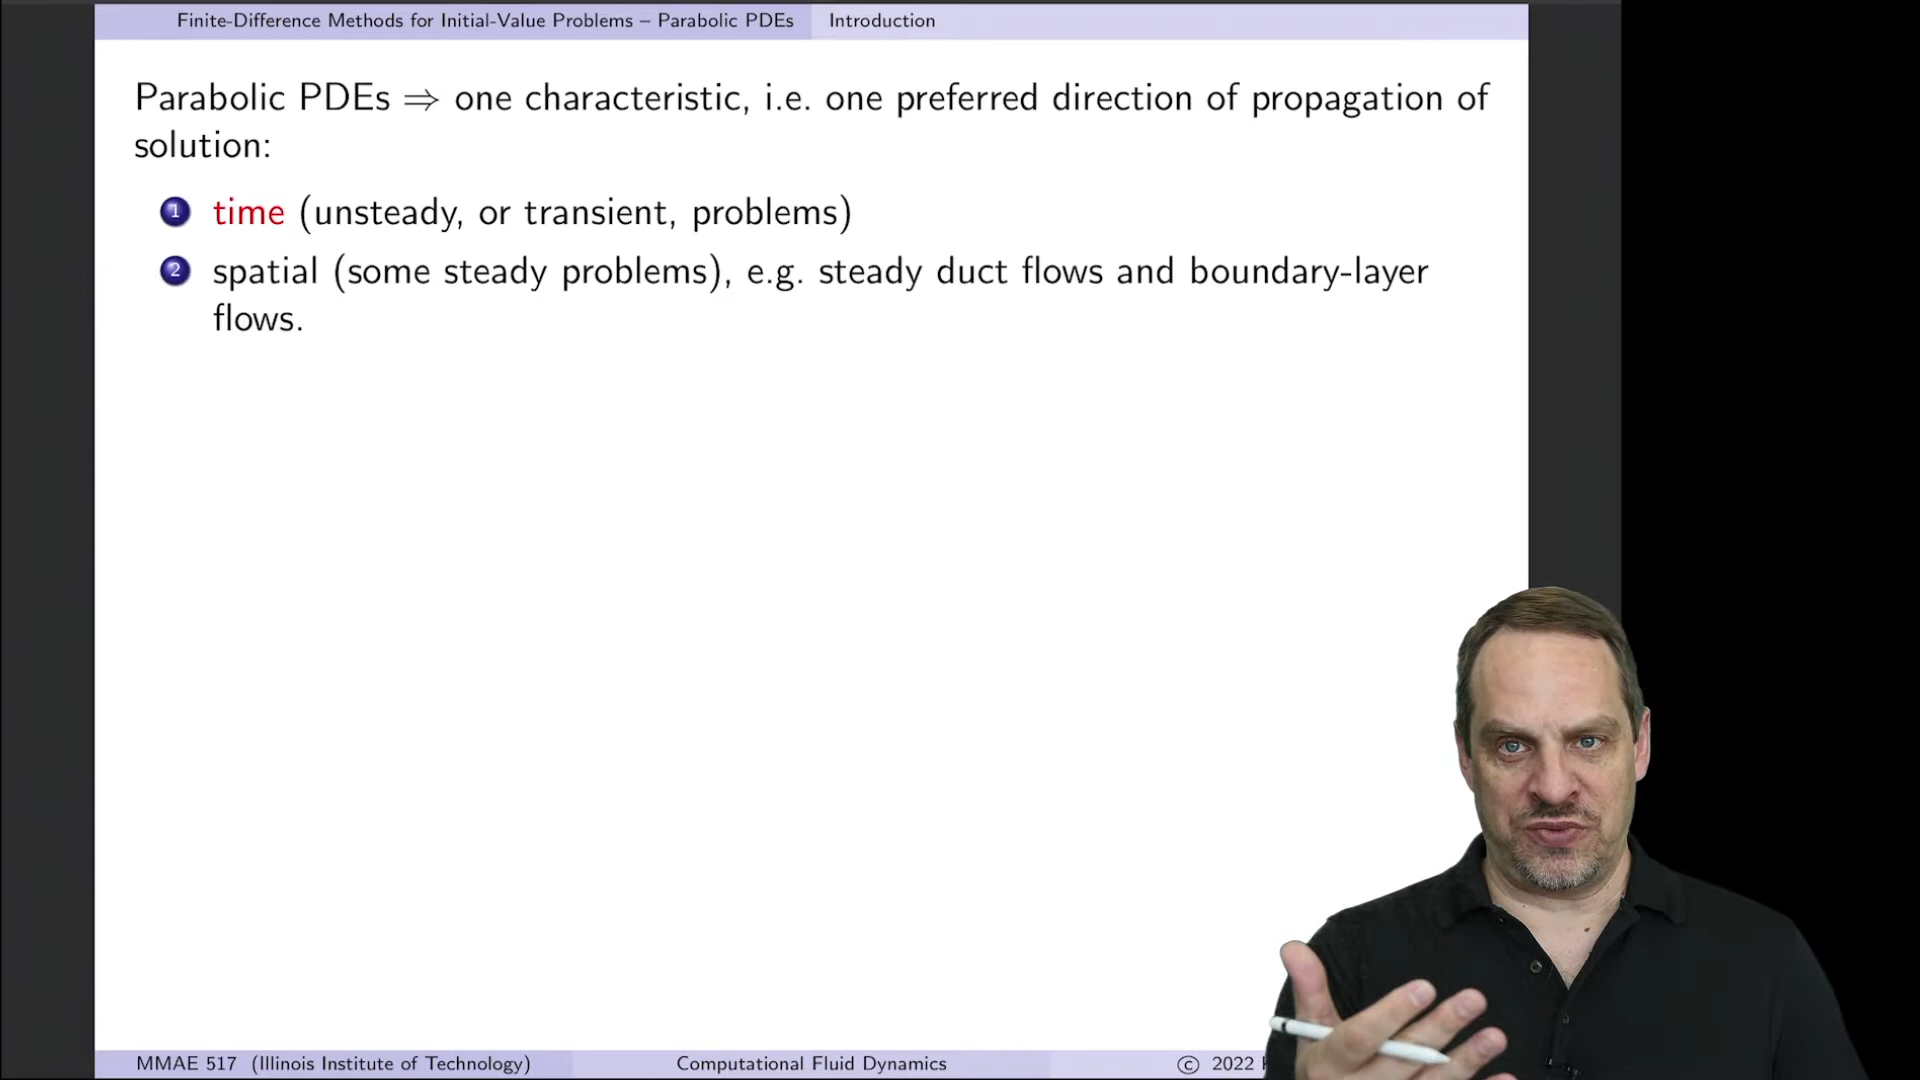 Finite-Difference Methods for Initial-Value Problems – Parabolic PDEs Introduction
Parabolic PDEs ⇒ one characteristic, i.e. one preferred direction of propagation of
solution:
1 time (unsteady, or transient, problems)
2 spatial (some steady problems), e.g. steady duct flows and boundary-layer
flows.
MMAE 517 (Illinois Institute of Technology) Computational Fluid Dynamics © 2022